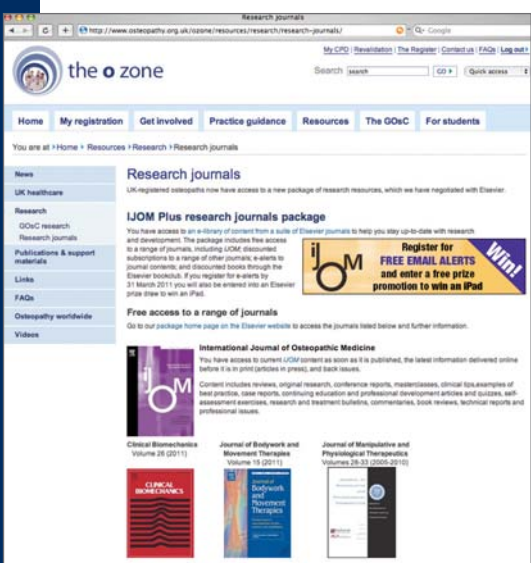 Research journals
http://www.osteopathy.org.uk/ozone/resources/research/research-journals/
Google
My CPD | Revalidation | The Register | Contact us | FAQs | Log out
the o zone
Search search GO Quick access
Home My registration Get involved Practice guidance Resources The GOsC For students
You are at Home Resources Research Research journals
News
UK healthcare
Research
GOsC research
Research journals
Publications & support
materials
Links
FAQs
Osteopathy worldwide
Videos
Research journals
UK-registered osteopaths now have access to a new package of research resources, which we have negotiated with Elsevier.
IJOM Plus research journals package
You have access to an e-library of content from a suite of Elsevier journals to help you stay up-to-date with research
and development. The package includes free access
to a range of journals, including IJOM; discounted
subscriptions to a range of other journals; e-alerts to
journal contents; and discounted books through the
Elsevier bookclub. If you register for e-alerts by
31 March 2011 you will also be entered into an Elsevier
prize draw to win an iPad.
IJOM
Register for
FREE EMAIL ALERTS
and enter a free prize
promotion to win an iPad
Win!
Free access to a range of journals
Go to our package home page on the Elsevier website to access the journals listed below and further information.
IJOM
International Journal of Osteopathic Medicine
You have access to current IJOM content as soon as it is published, the latest information delivered online
before it is in print (articles in press), and back issues.
Content includes reviews, original research, conference reports, masterclasses, clinical tips,examples of
best practice, case reports, continuing education and professional development articles and quizzes, self-
assessment exercises, research and treatment bulletins, commentaries, book reviews, technical reports and
professional issues.
Clinical Biomechanics
Volume 26 (2011)
CLINICAL
BIOMECHANICS
Journal of Bodywork and
Movement Therapies
Volume 15 (2011)
Journal of
Bodywork
and
Movement
Therapies
Journal of Manipulative and
Physiological Therapeutics
Volumes 28-33 (2005-2010)